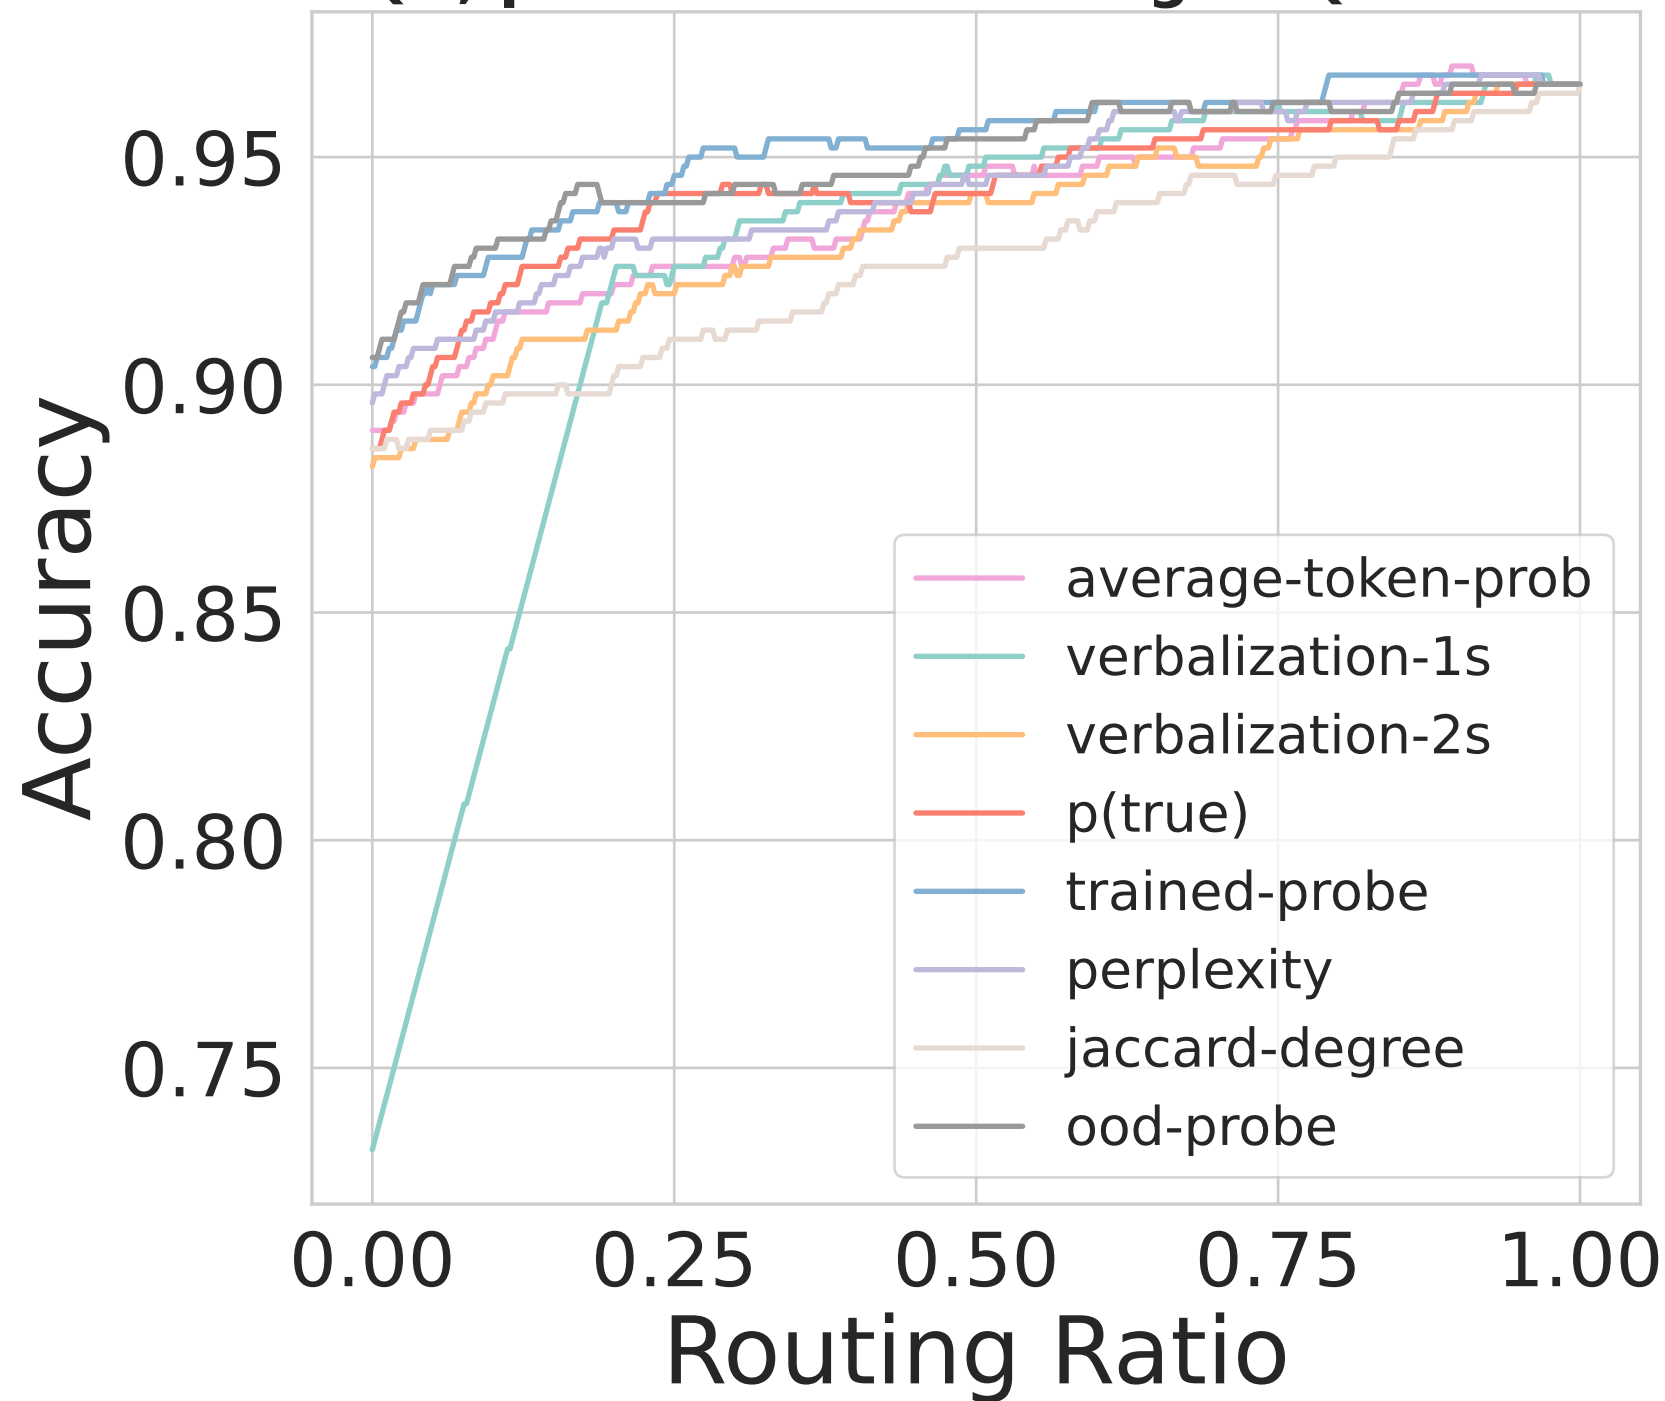 0.95
0.90
0.85
0.80
0.75
Accuracy
average-token-prob
verbalization-1s
verbalization-2s
p(true)
trained-probe
perplexity
jaccard-degree
ood-probe
0.00 0.25 0.50 0.75 1.00
Routing Ratio